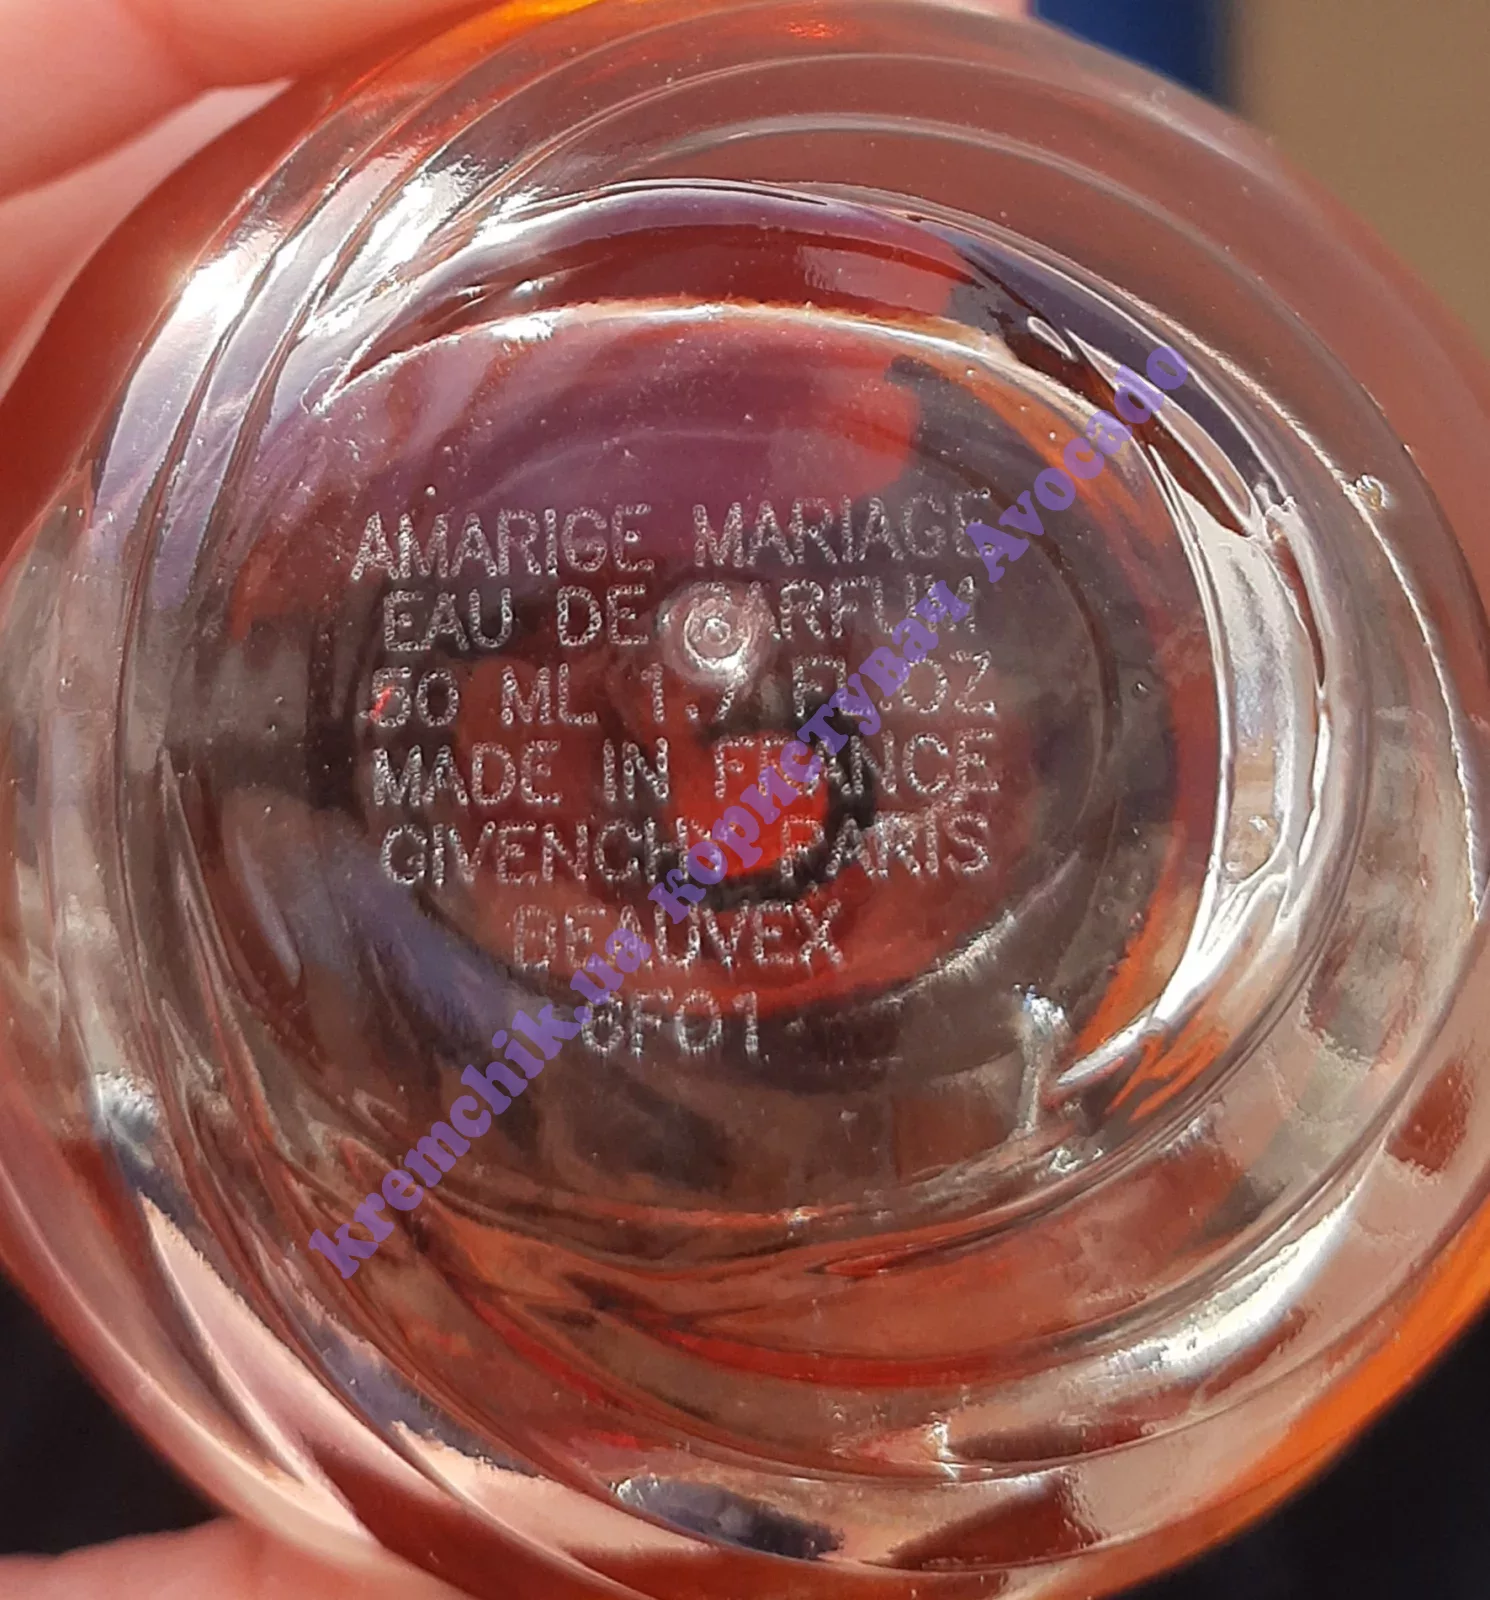 AMARIGE MARIAGE
EAU DE PARFUM
50 ML 1.7 FL.OZ
MADE IN FRANCE
GIVENCHY PARIS
BEAUVEX
kremchik.ua користувач Avocado